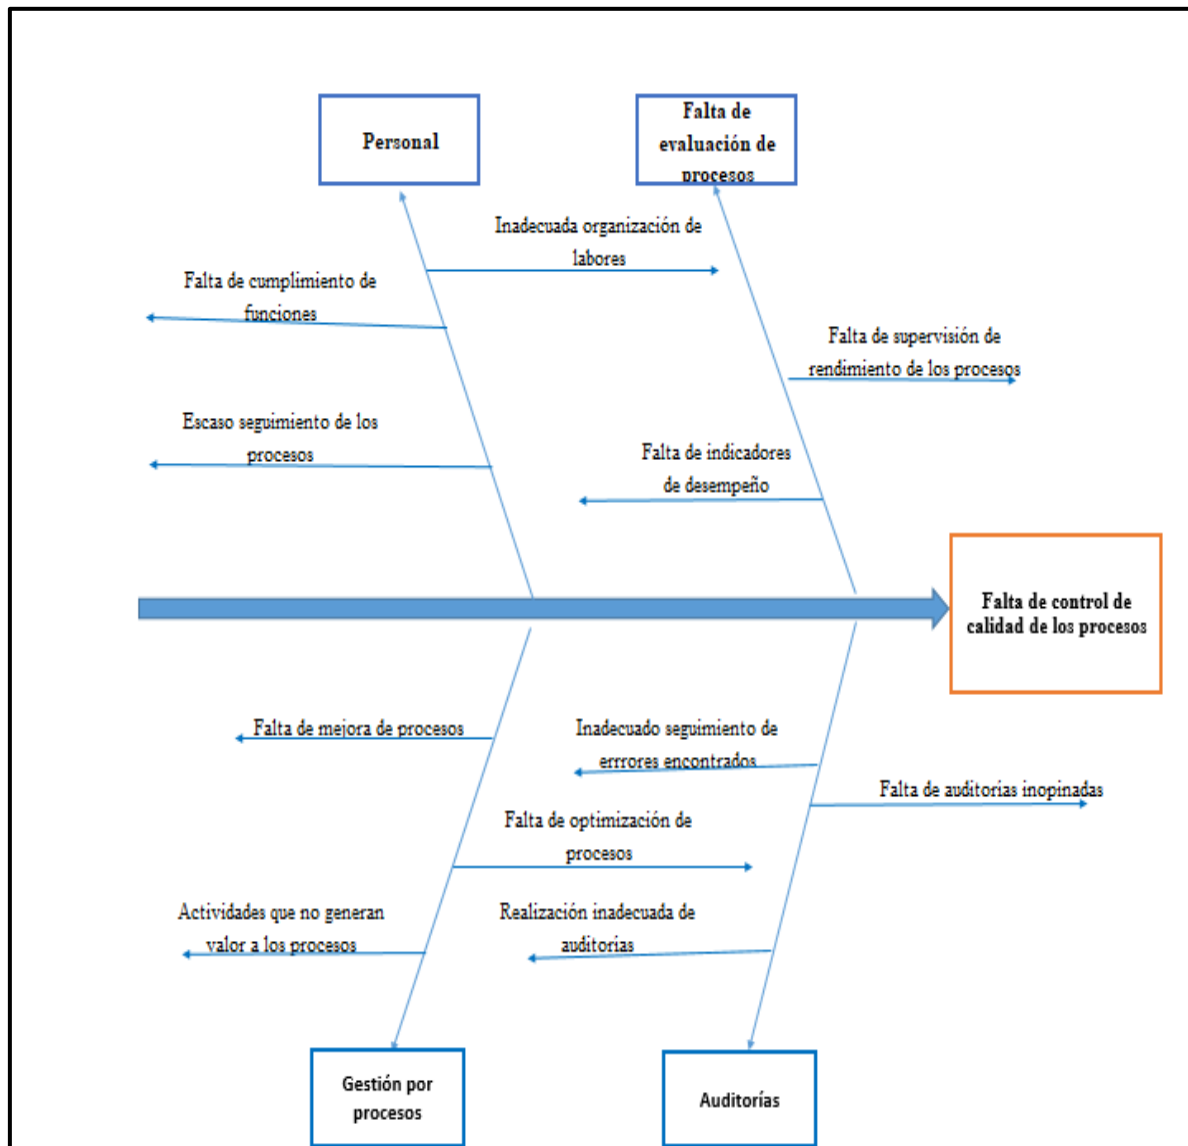 Personal
Falta de
evaluación de
procesos
Inadecuada organización de
labores
Falta de cumplimiento de
funciones
Falta de supervisión de
rendimiento de los procesos
Escaso seguimiento de los
procesos
Falta de indicadores
de desempeño
Falta de control de
calidad de los procesos
Falta de mejora de procesos
Inadecuado seguimiento de
errrores encontrados
Falta de auditorias inopinadas
Falta de optimización de
procesos
Actividades que no generan
valor a los procesos
Realización inadecuada de
auditorias
Gestión por
procesos
Auditorías